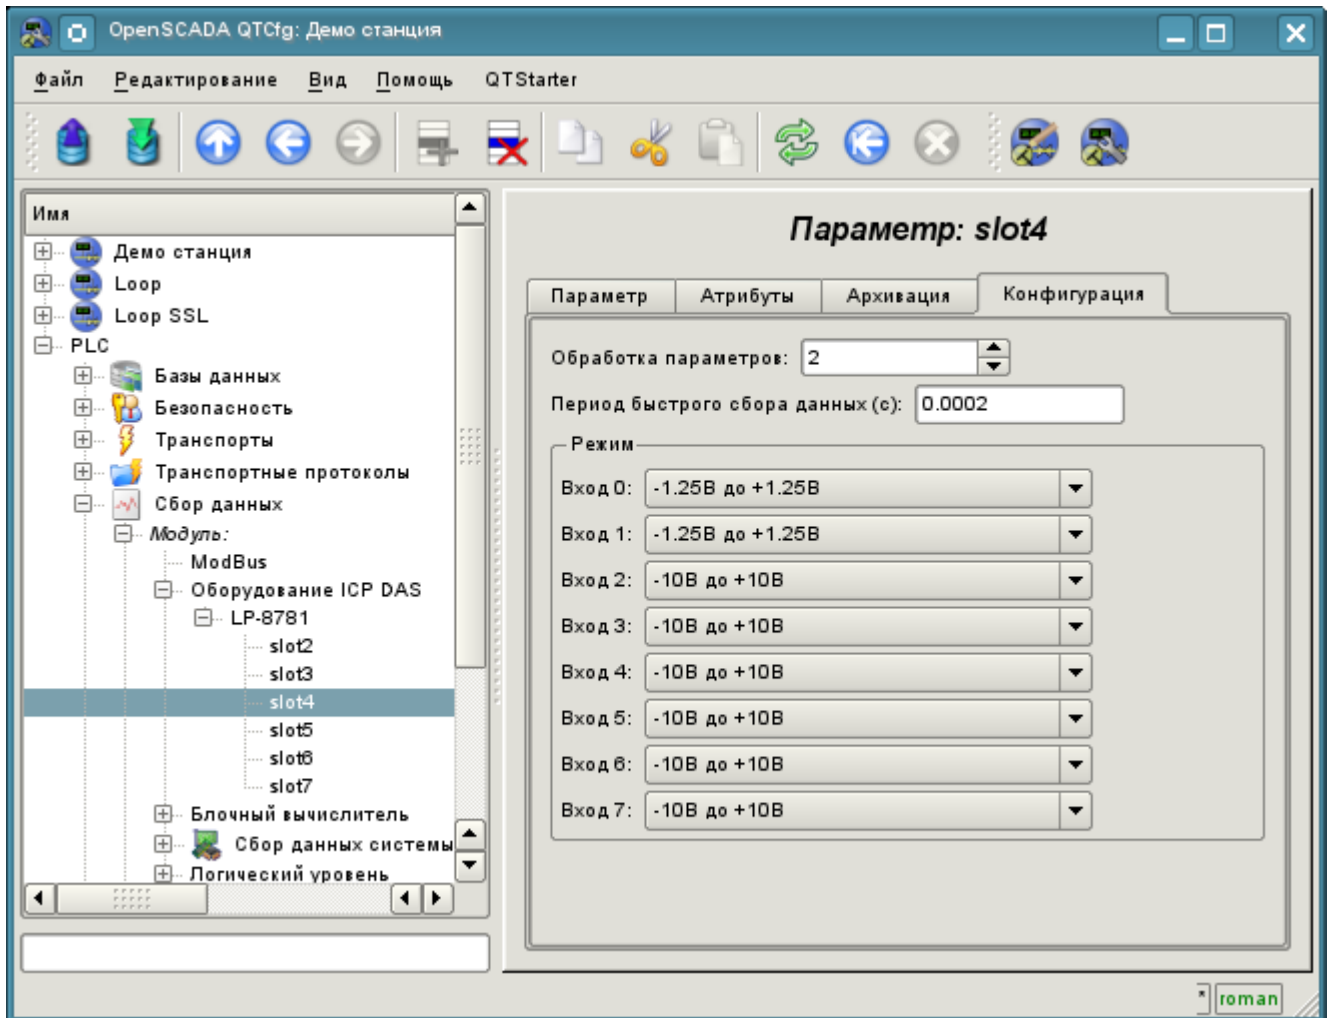 OpenSCADA QTCfg: Демо станция
Файл Редактирование Вид Помощь QTStarter
Имя
Демо станция
Loop
Loop SSL
PLC
Базы данных
Безопасность
Транспорты
Транспортные протоколы
Сбор данных
Модуль:
ModBus
Оборудование ICP DAS
LP-8781
slot2
slot3
slot4
slot5
slot6
slot7
Блочный вычислитель
Сбор данных системы
Логический уровень
Параметр: slot4
Параметр Атрибуты Архивация Конфигурация
Обработка параметров: 2
Период быстрого сбора данных (с): 0.0002
Режим
Вход 0: -1.25В до +1.25В
Вход 1: -1.25В до +1.25В
Вход 2: -10В до +10В
Вход 3: -10В до +10В
Вход 4: -10В до +10В
Вход 5: -10В до +10В
Вход 6: -10В до +10В
Вход 7: -10В до +10В
* roman